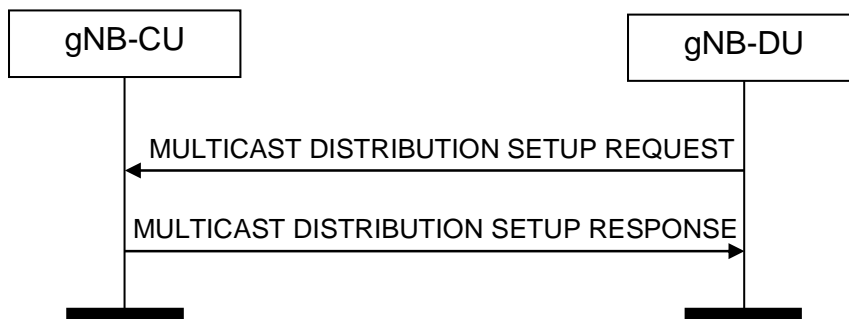 gNB-CU
gNB-DU
MULTICAST DISTRIBUTION SETUP REQUEST
MULTICAST DISTRIBUTION SETUP RESPONSE